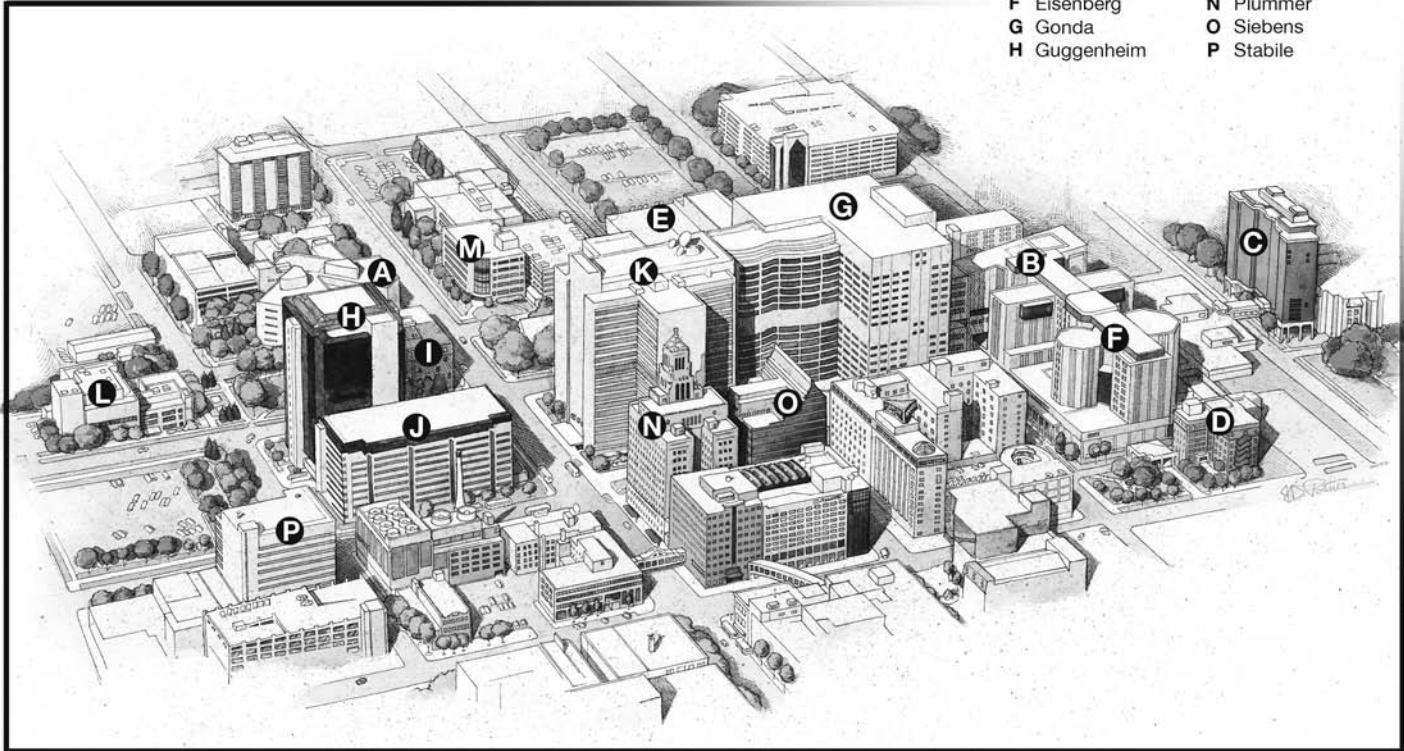 F Eisenberg
G Gonda
H Guggenheim
N Plummer
O Siebens
P Stabile
E
G
M
K
A
B
C
H
I
F
L
J
N
O
D
P